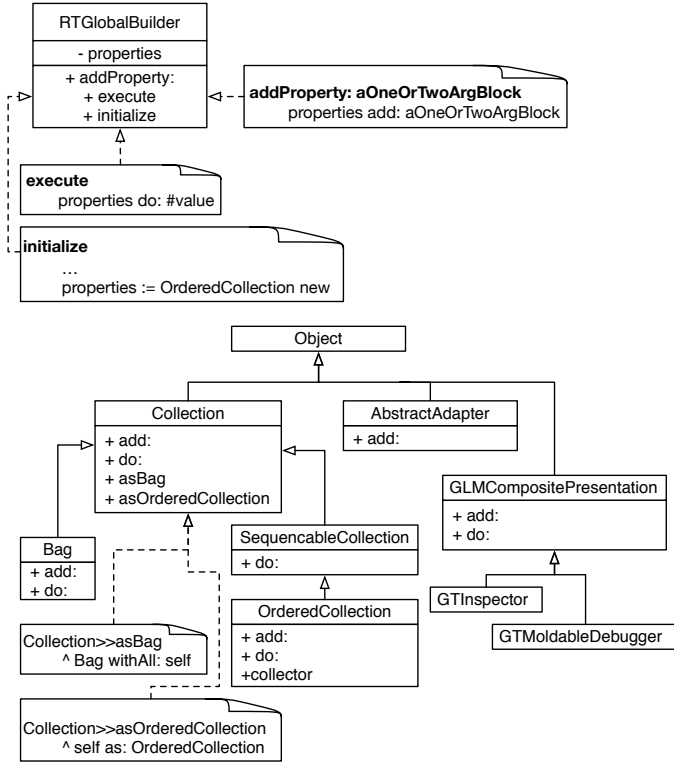 RTGlobalBuilder
- properties
+ addProperty:
+ execute
+ initialize
addProperty: aOneOrTwoArgBlock
properties add: aOneOrTwoArgBlock
execute
properties do: #value
initialize
...
properties := OrderedCollection new
Object
Collection
+ add:
+ do:
+ asBag
+ asOrderedCollection
AbstractAdapter
+ add:
GLMCompositePresentation
+ add:
+ do:
Bag
+ add:
+ do:
SequencableCollection
+ do:
OrderedCollection
+ add:
+ do:
+collector
GTInspector
GTMoldableDebugger
Collection>>asBag
^ Bag withAll: self
Collection>>asOrderedCollection
^ self as: OrderedCollection